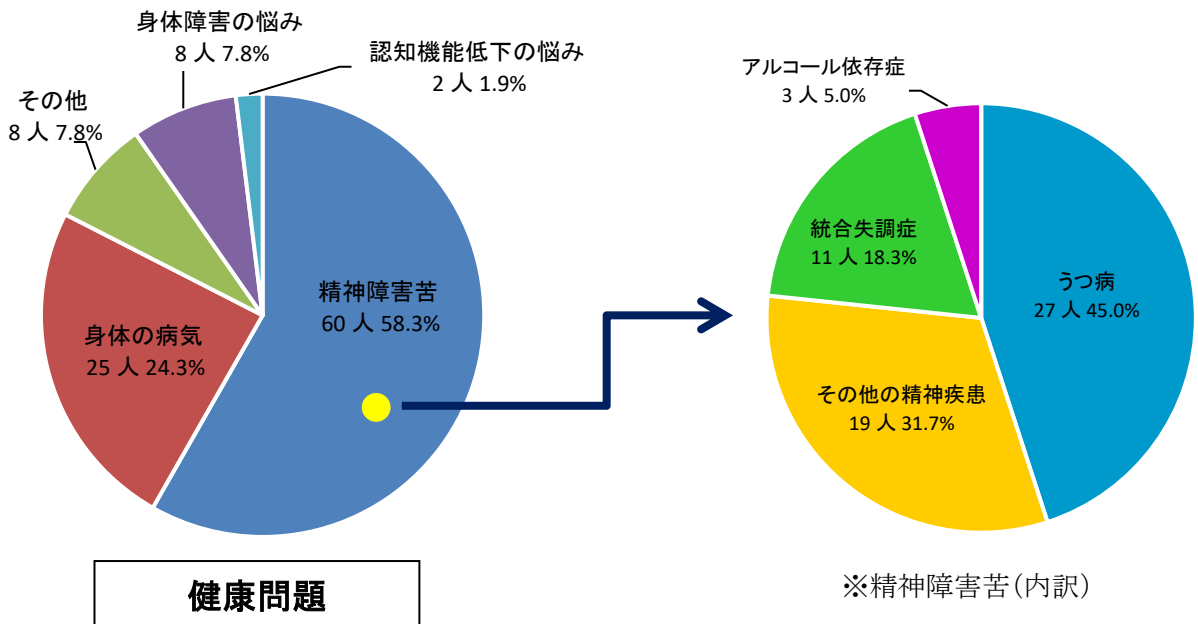 身体障害の悩み
8 人 7.8%
認知機能低下の悩み
2 人 1.9%
その他
8 人 7.8%
精神障害苦
60 人 58.3%
身体の病気
25 人 24.3%
健康問題
アルコール依存症
3 人 5.0%
統合失調症
11 人 18.3%
うつ病
27 人 45.0%
その他の精神疾患
19 人 31.7%
※精神障害苦(内訳)